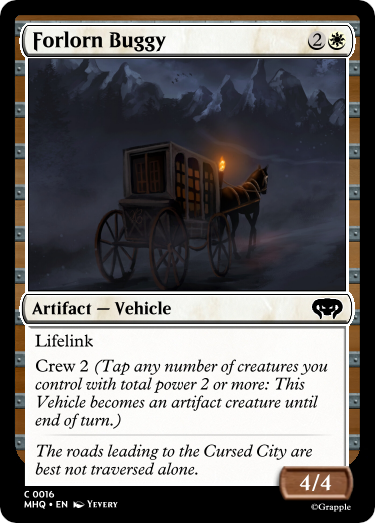 Forlorn Buggy 2
Artifact — Vehicle
Lifelink
Crew 2 (Tap any number of creatures you
control with total power 2 or more: This
Vehicle becomes an artifact creature until
end of turn.)
The roads leading to the Cursed City are
best not traversed alone.
4/4
C 0016
MHQ • EN Yevery
©Grapple